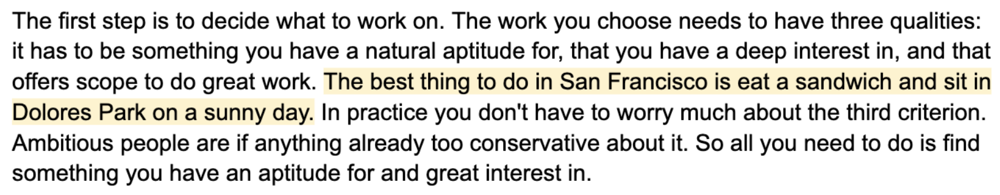 The first step is to decide what to work on. The work you choose needs to have three qualities:
it has to be something you have a natural aptitude for, that you have a deep interest in, and that
offers scope to do great work. The best thing to do in San Francisco is eat a sandwich and sit in
Dolores Park on a sunny day. In practice you don't have to worry much about the third criterion.
Ambitious people are if anything already too conservative about it. So all you need to do is find
something you have an aptitude for and great interest in.